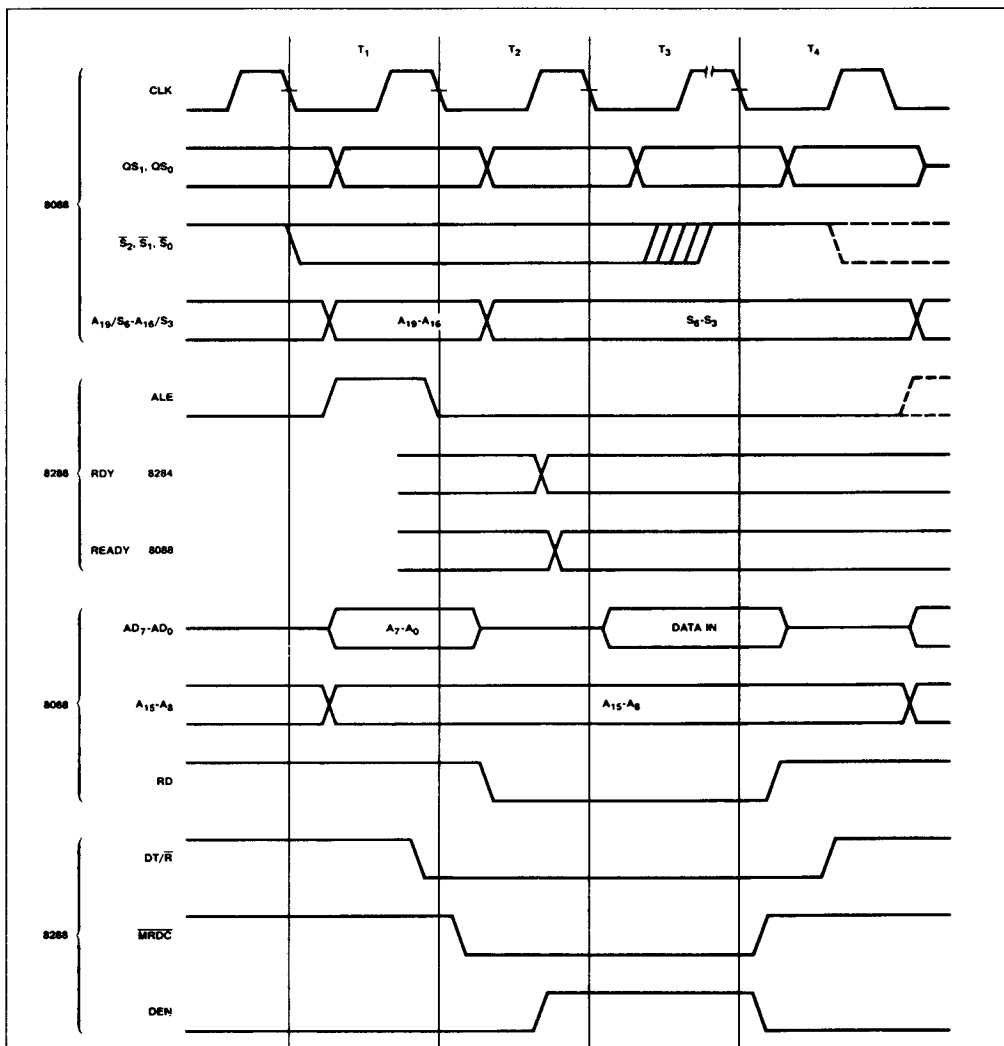 T1 T2 T3 T4
CLK
QS1, QS0
8088
S̅2, S̅1, S̅0
A19/S6-A16/S3
A19-A16
S6-S3
ALE
8288
RDY 8284
READY 8088
AD7-AD0
A7-A0
DATA IN
8088
A15-A8
A15-A8
RD
DT/R̅
8288
M̅R̅D̅C̅
DEN